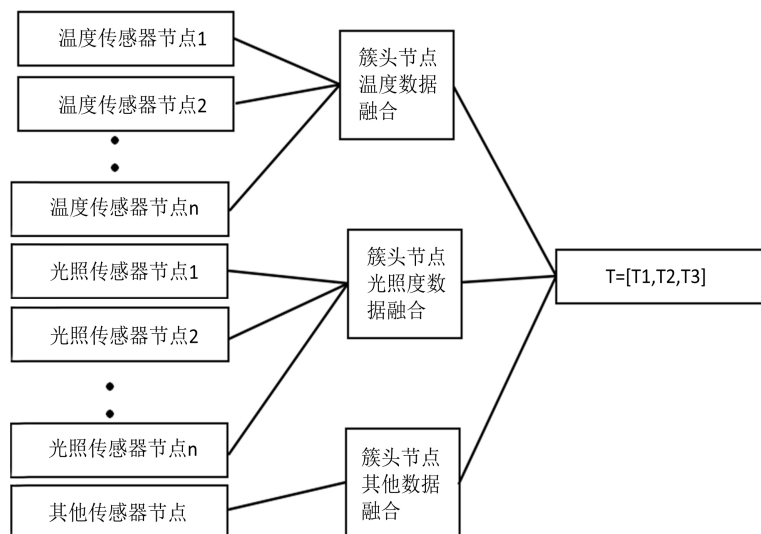 温度传感器节点1
温度传感器节点2
温度传感器节点n
光照传感器节点1
光照传感器节点2
光照传感器节点n
其他传感器节点
簇头节点
温度数据
融合
簇头节点
光照度数
据融合
簇头节点
其他数据
融合
T=[T1,T2,T3]